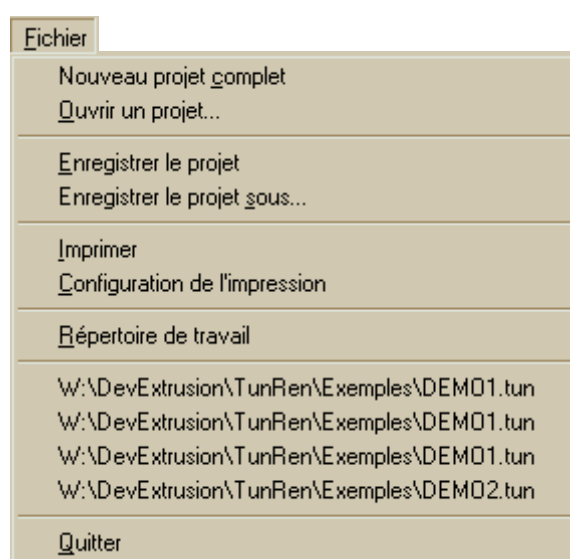 Fichier
Nouveau projet complet
Ouvrir un projet...
Enregistrer le projet
Enregistrer le projet sous...
Imprimer
Configuration de l'impression
Répertoire de travail
W:\DevExtrusion\TunRen\Exemples\DEMO1.tun
W:\DevExtrusion\TunRen\Exemples\DEMO1.tun
W:\DevExtrusion\TunRen\Exemples\DEMO1.tun
W:\DevExtrusion\TunRen\Exemples\DEMO2.tun
Quitter